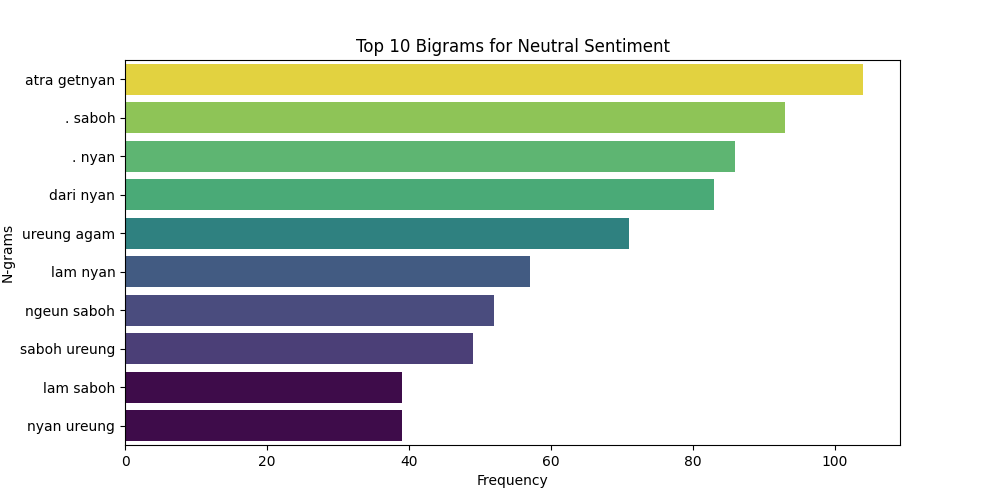 Top 10 Bigrams for Neutral Sentiment
N-grams
atra getnyan
. saboh
. nyan
dari nyan
ureung agam
lam nyan
ngeun saboh
saboh ureung
lam saboh
nyan ureung
0 20 40 60 80 100
Frequency